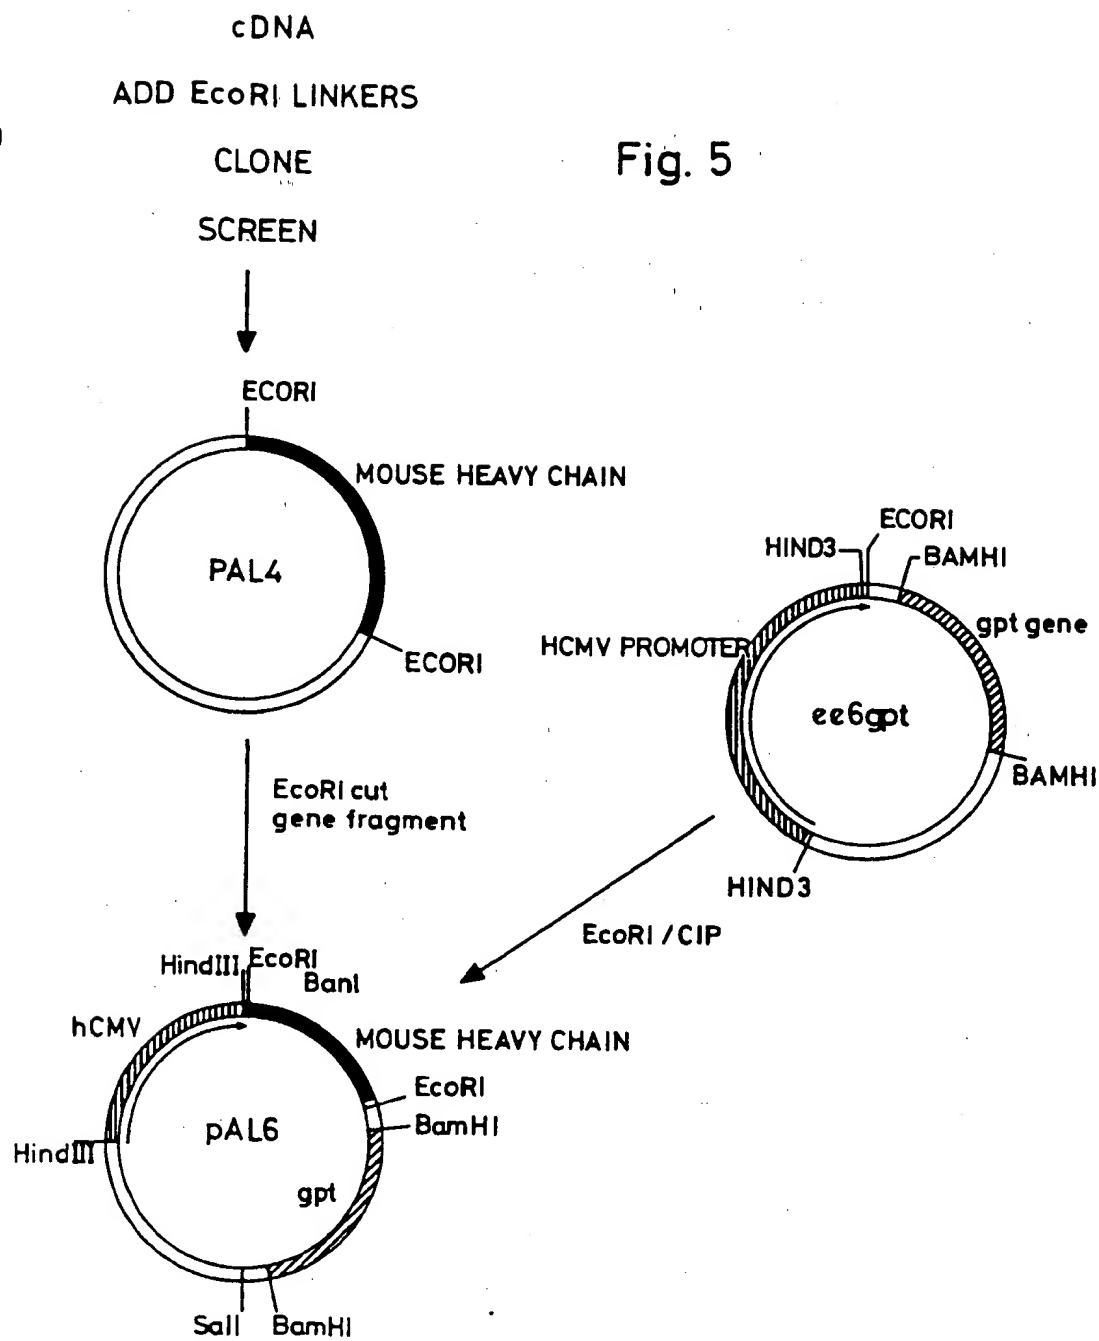 cDNA
ADD EcoRI LINKERS
CLONE
SCREEN
Fig. 5
ECORI
MOUSE HEAVY CHAIN
PAL4
ECORI
EcoRI cut
gene fragment
ECORI
HIND3
BAMHI
gpt gene
HCMV PROMOTER
ee6gpt
BAMHI
HIND3
EcoRI / CIP
HindIII
EcoRI
BanI
hCMV
MOUSE HEAVY CHAIN
EcoRI
BamHI
pAL6
HindIII
gpt
SalI
BamHI